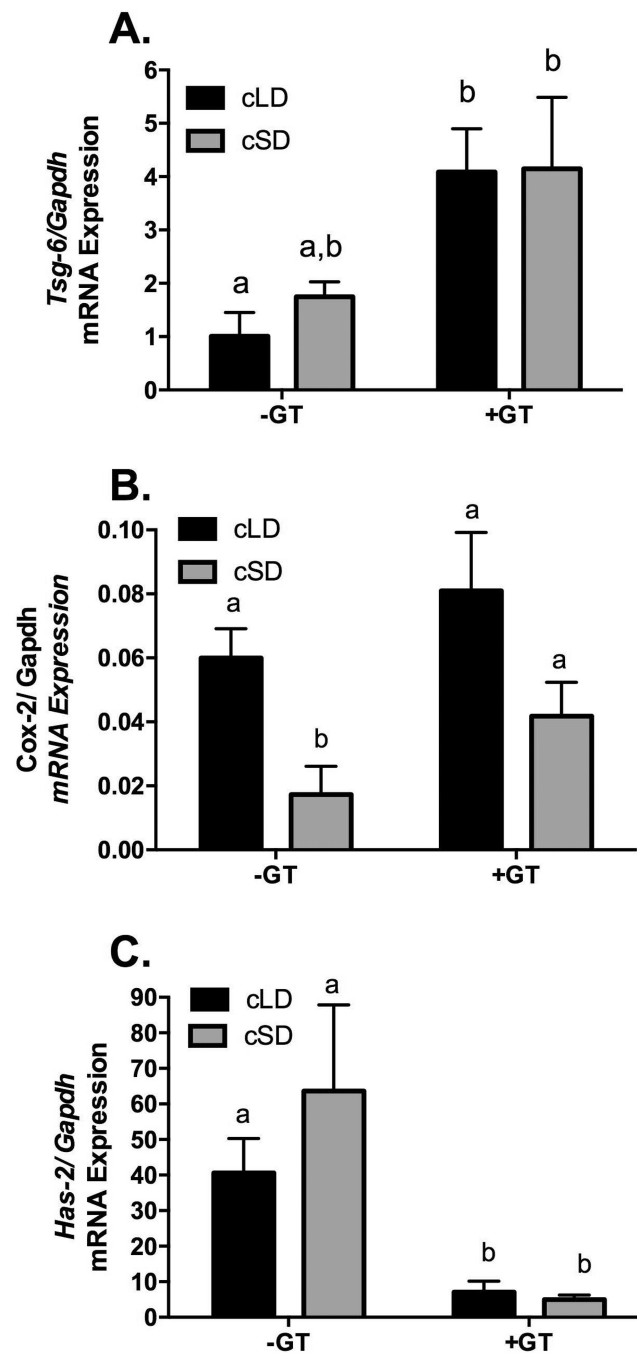 A.
Tsg-6/Gapdh
mRNA Expression
6
5
4
3
2
1
0
cLD
cSD
a
a,b
b
b
-GT
+GT
B.
Cox-2/ Gapdh
mRNA Expression
0.10
0.08
0.06
0.04
0.02
0.00
cLD
cSD
a
b
a
a
-GT
+GT
C.
Has-2/ Gapdh
mRNA Expression
90
80
70
60
50
40
30
20
10
0
cLD
cSD
a
a
b
b
-GT
+GT